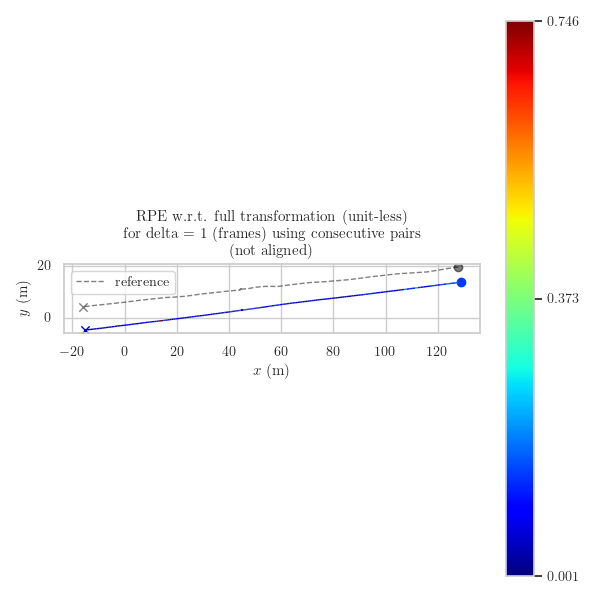 RPE w.r.t. full transformation (unit-less)
for delta = 1 (frames) using consecutive pairs
(not aligned)
reference
20
0
y (m)
−20 0 20 40 60 80 100 120
x (m)
0.746
0.373
0.001